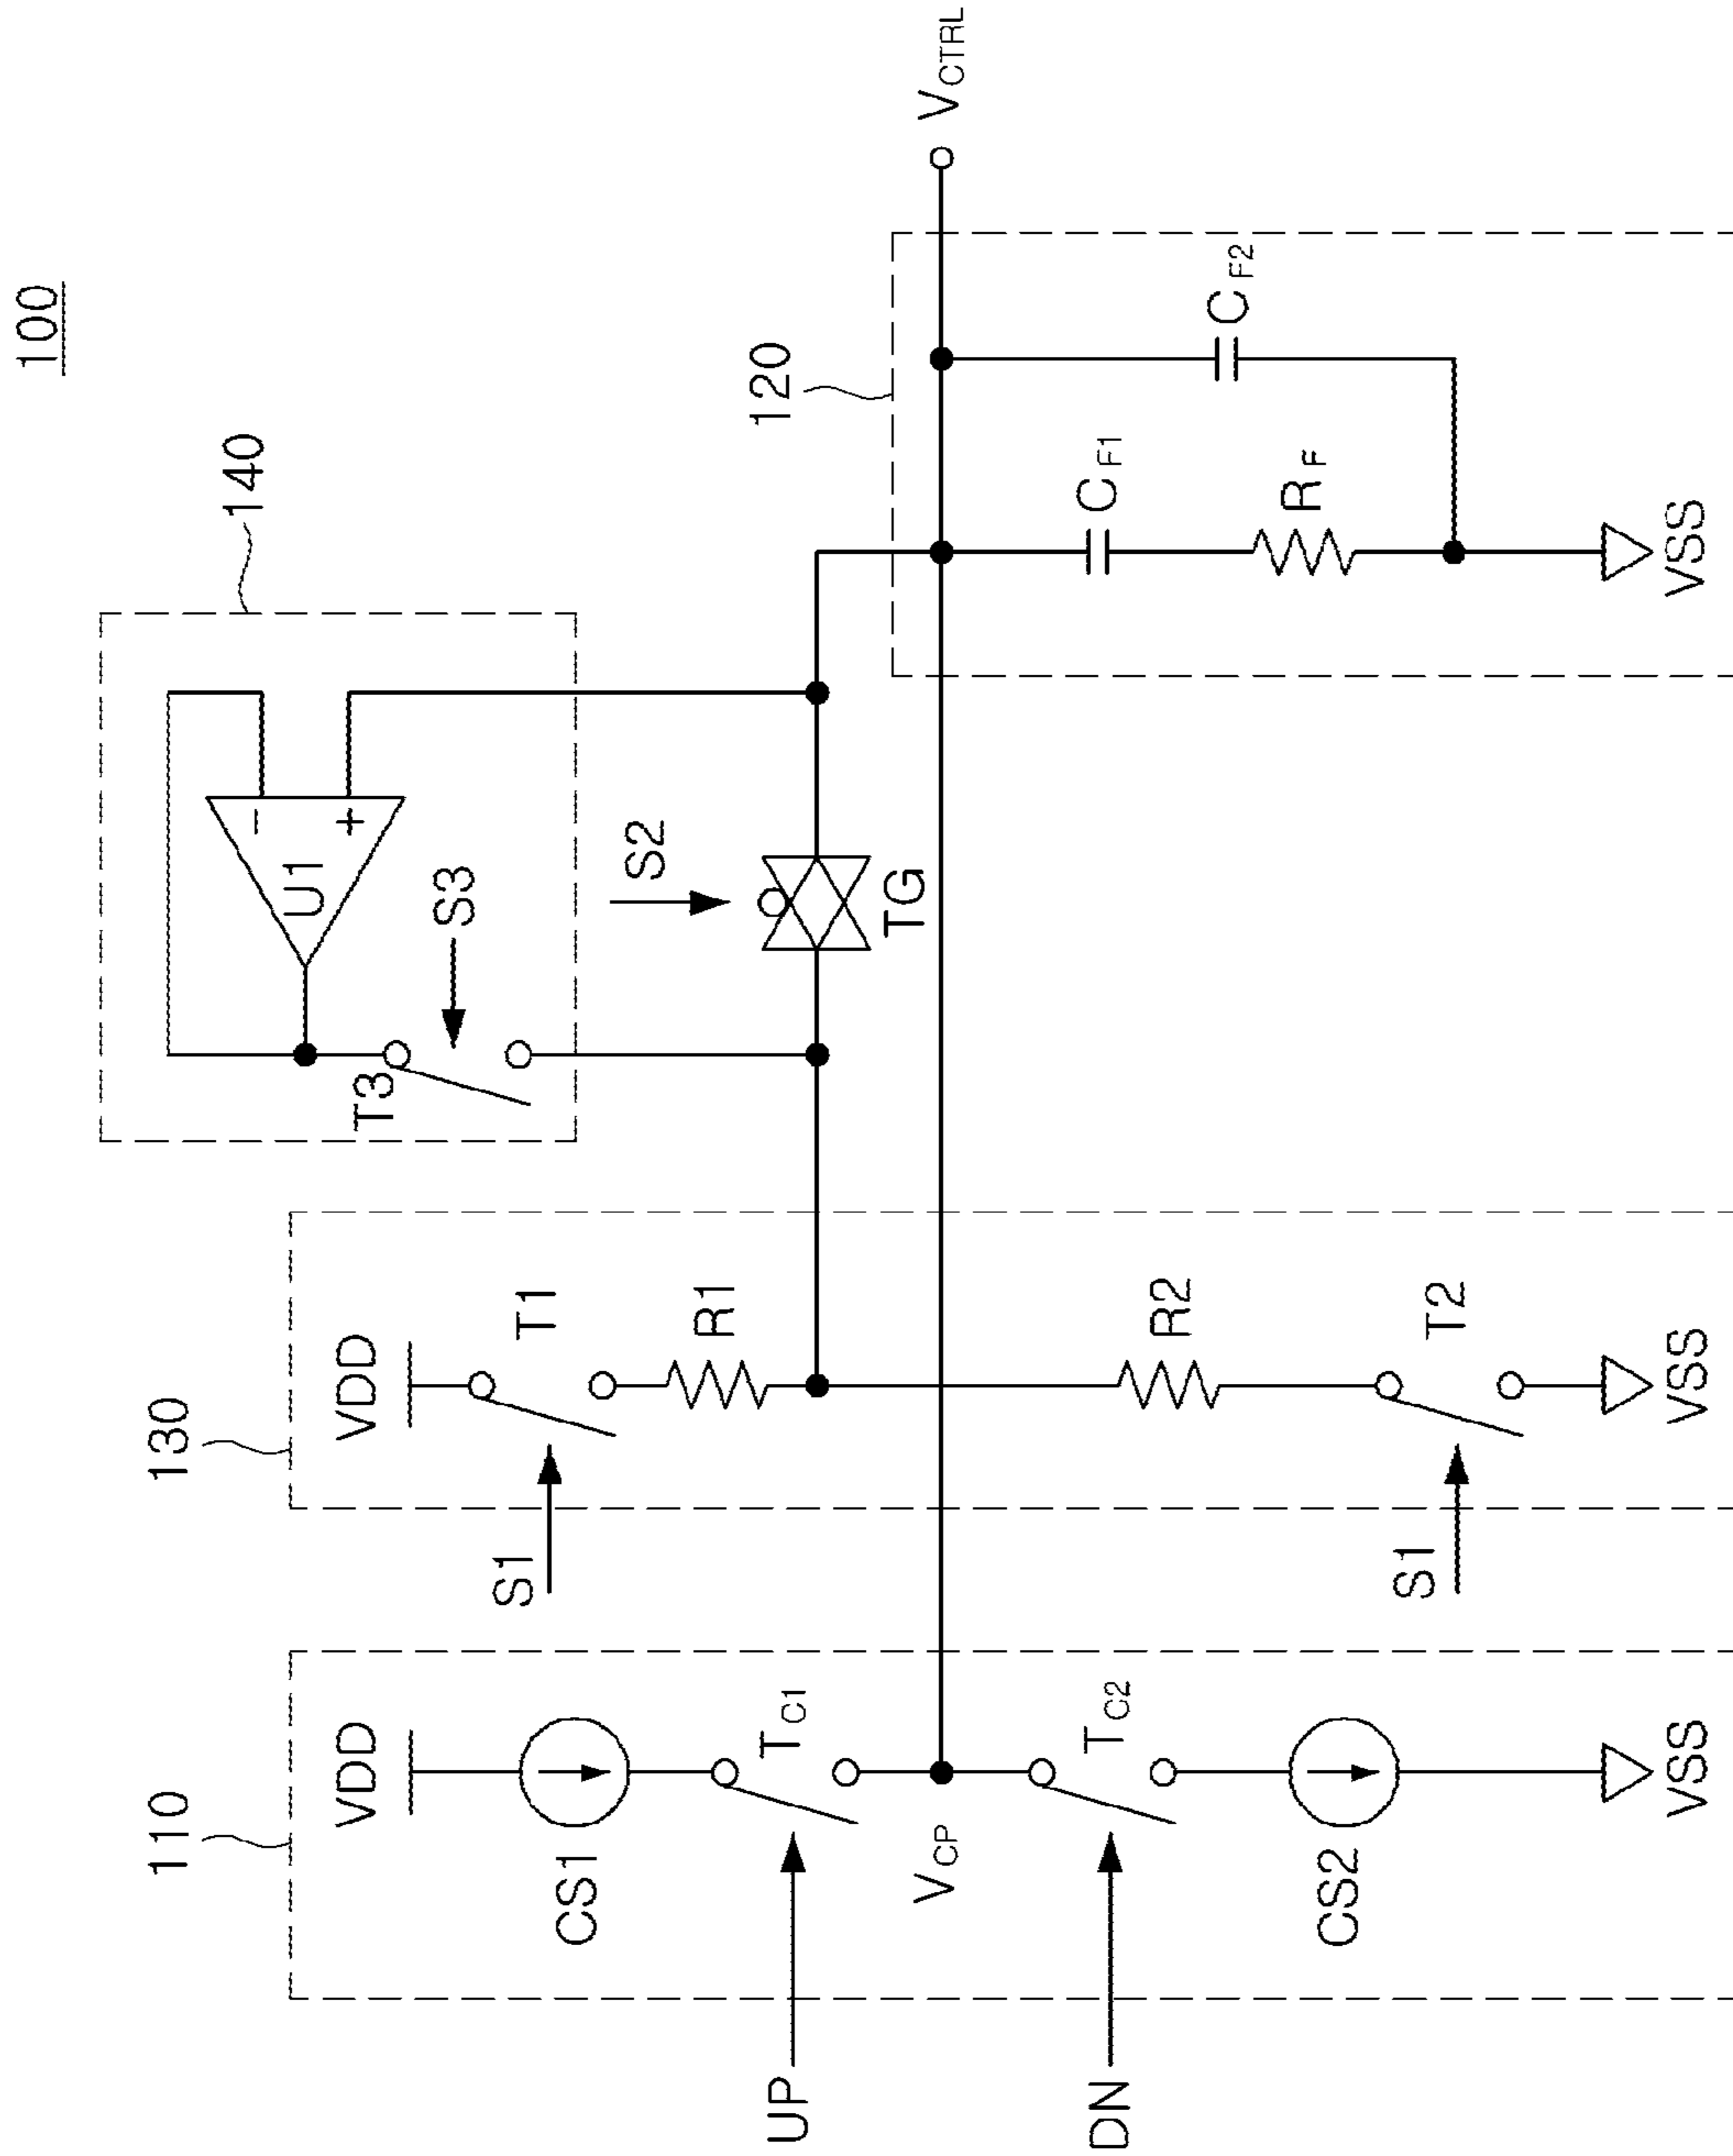 100
110
VDD
CS1
UP
TC1
VCP
DN
TC2
CS2
VSS
130
VDD
S1
T1
R1
R2
S1
T2
VSS
140
U1
−
+
T3
S3
S2
TG
120
CF1
RF
CF2
VSS
VCTRL